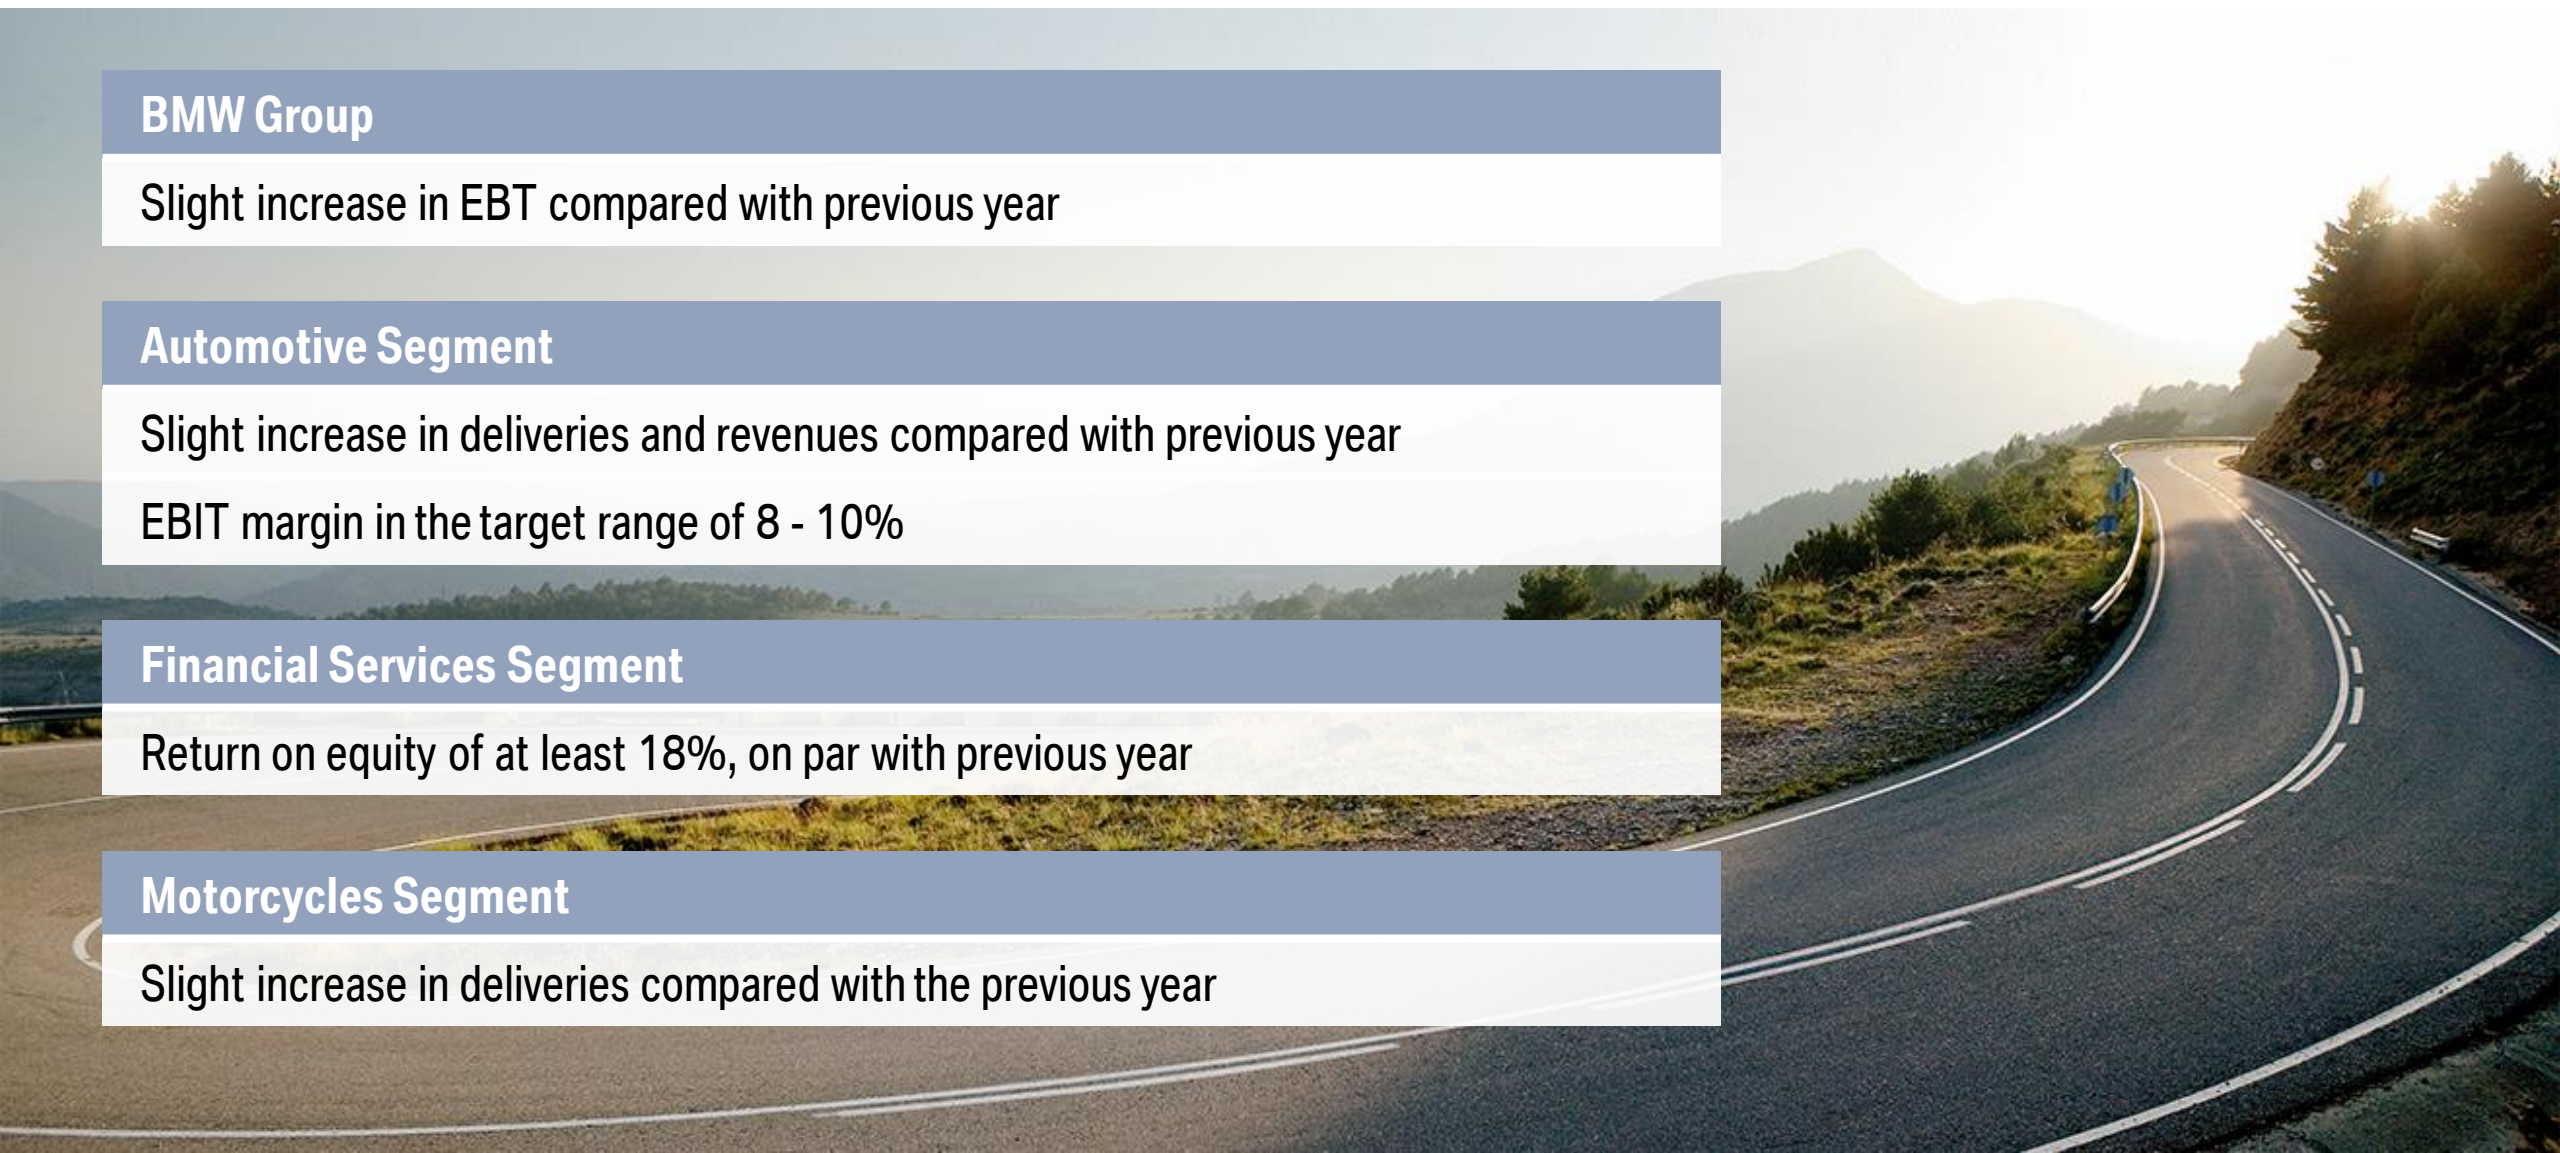 BMW Group
Slight increase in EBT compared with previous year
Automotive Segment
Slight increase in deliveries and revenues compared with previous year
EBIT margin in the target range of 8 - 10%
Financial Services Segment
Return on equity of at least 18%, on par with previous year
Motorcycles Segment
Slight increase in deliveries compared with the previous year